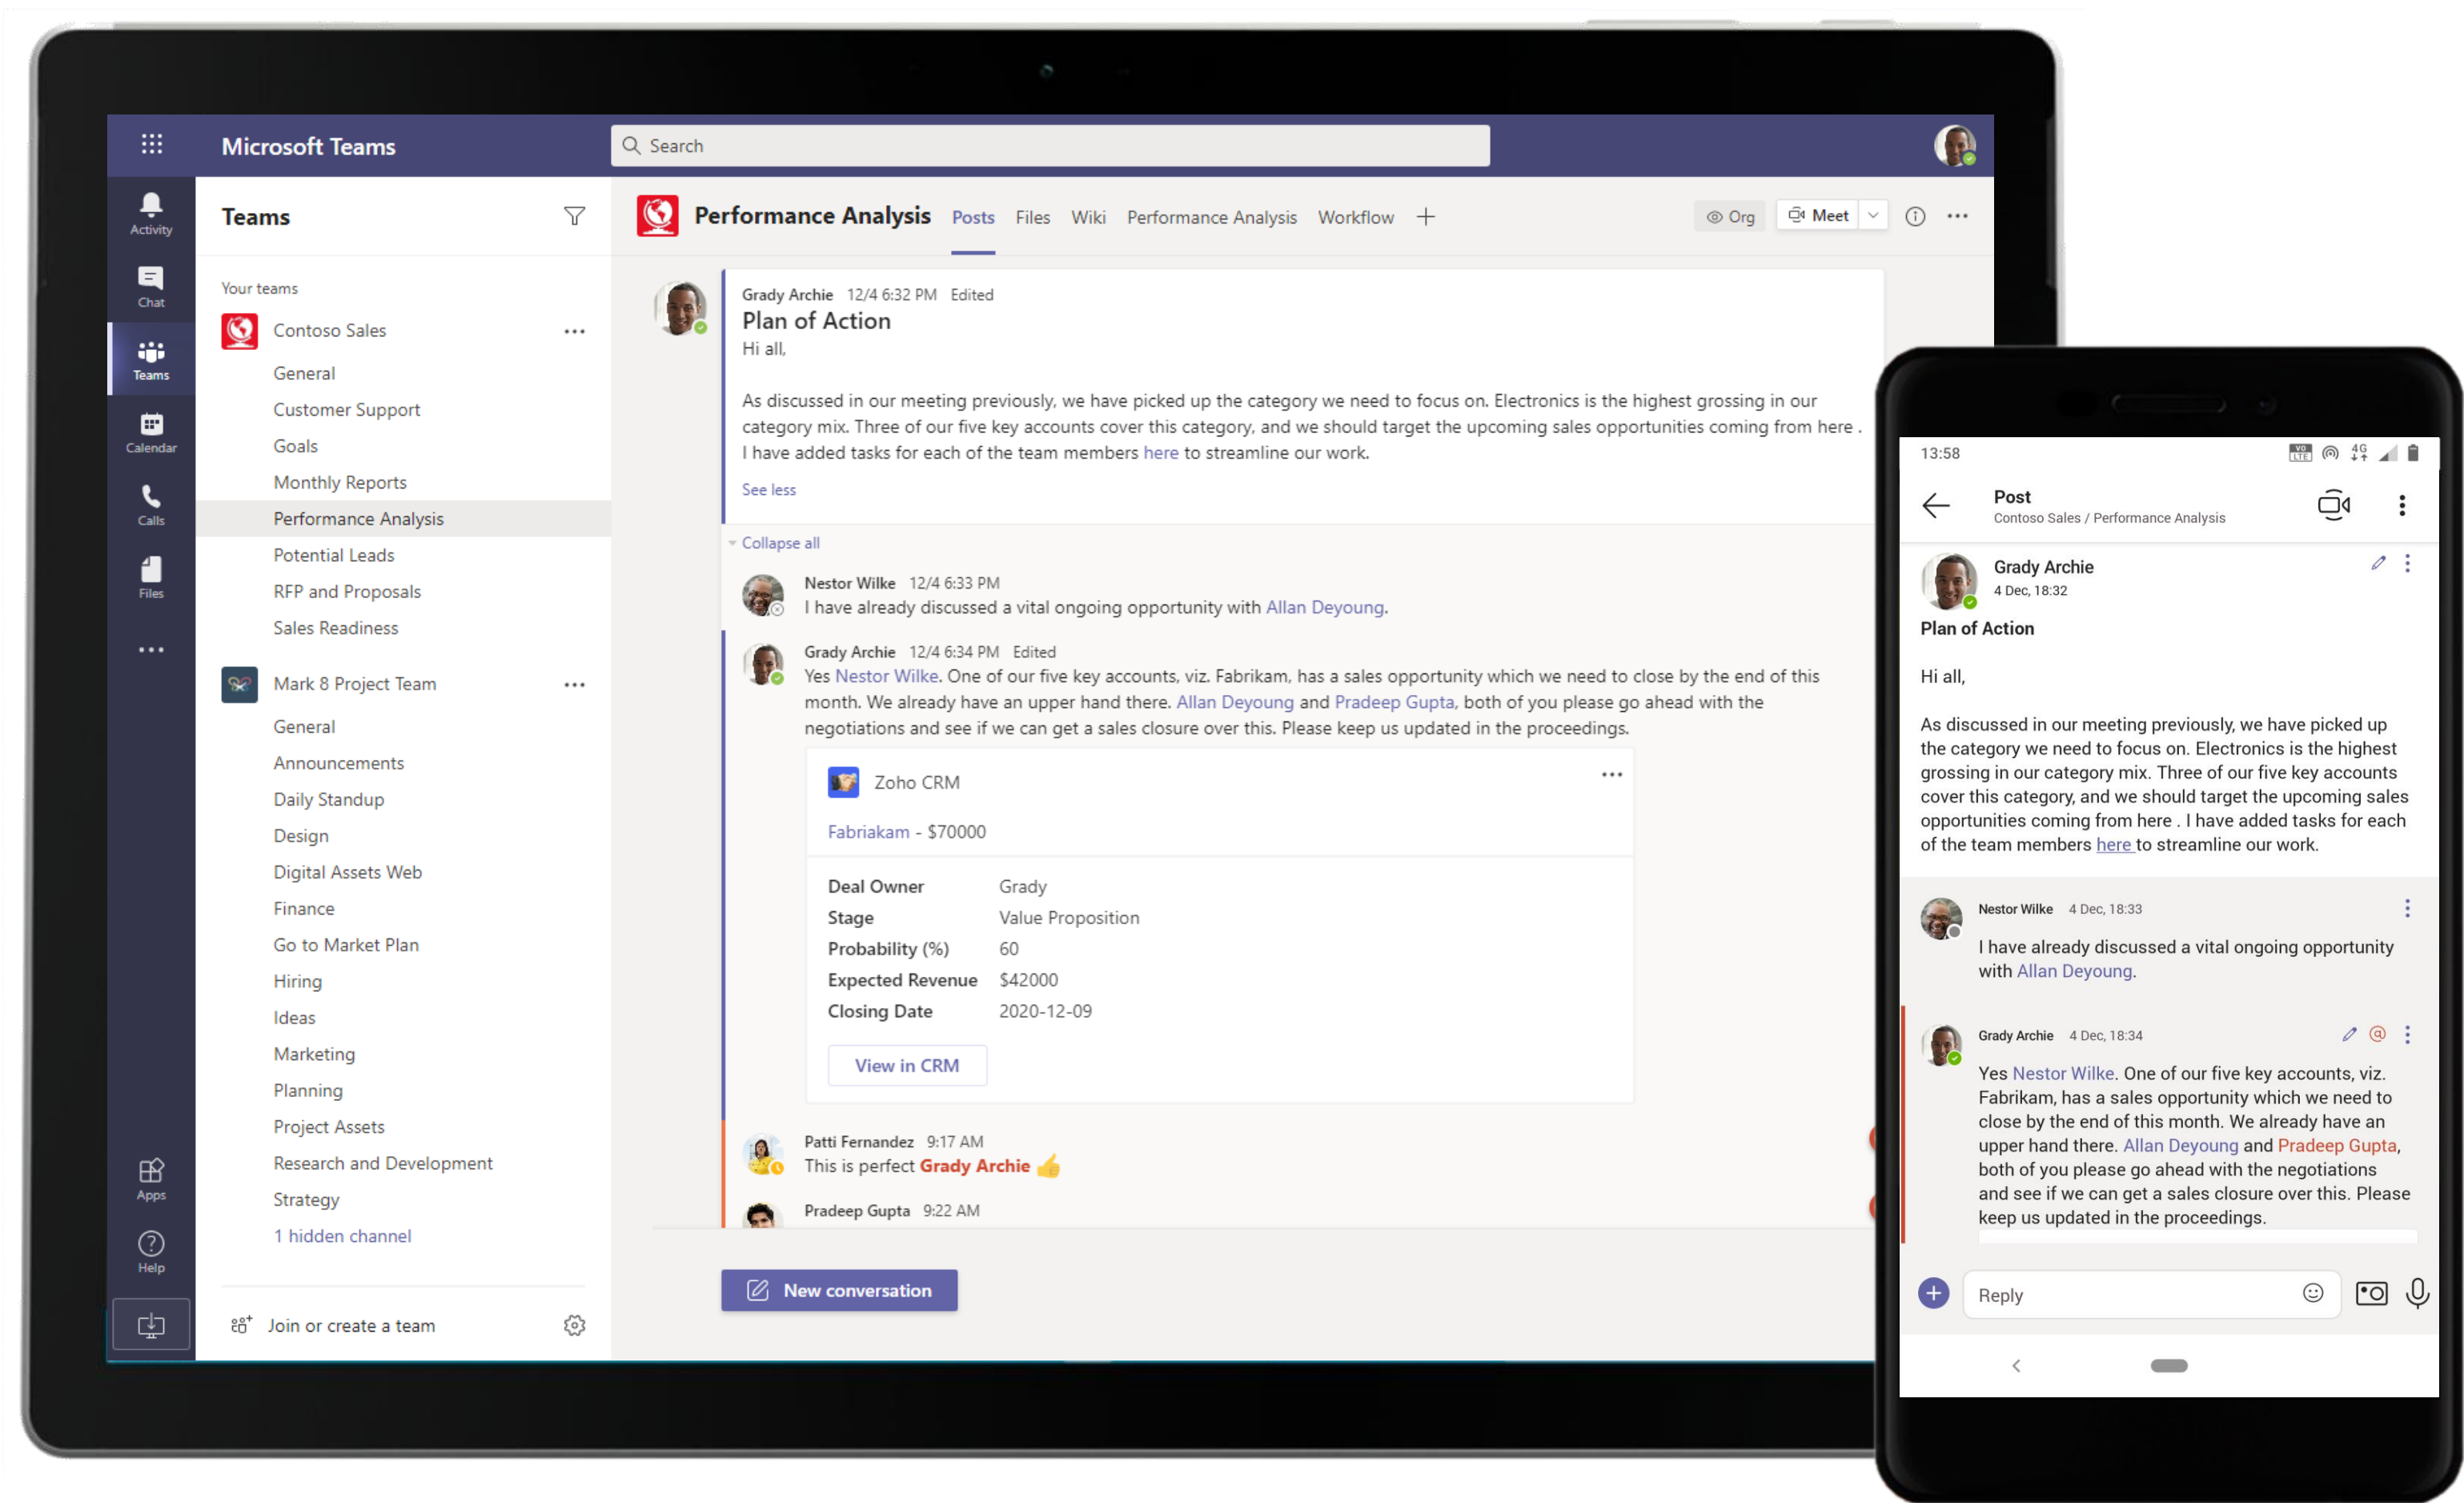 Microsoft Teams
Search
Activity
Chat
Teams
Calendar
Calls
Files
Apps
Help
Teams
Your teams
Contoso Sales
General
Customer Support
Goals
Monthly Reports
Performance Analysis
Potential Leads
RFP and Proposals
Sales Readiness
Mark 8 Project Team
General
Announcements
Daily Standup
Design
Digital Assets Web
Finance
Go to Market Plan
Hiring
Ideas
Marketing
Planning
Project Assets
Research and Development
Strategy
1 hidden channel
Join or create a team
Performance Analysis Posts Files Wiki Performance Analysis Workflow
Org Meet
Grady Archie 12/4 6:32 PM Edited
Plan of Action
Hi all,
As discussed in our meeting previously, we have picked up the category we need to focus on. Electronics is the highest grossing in our
category mix. Three of our five key accounts cover this category, and we should target the upcoming sales opportunities coming from here .
I have added tasks for each of the team members here to streamline our work.
See less
Collapse all
Nestor Wilke 12/4 6:33 PM
I have already discussed a vital ongoing opportunity with Allan Deyoung.
Grady Archie 12/4 6:34 PM Edited
Yes Nestor Wilke. One of our five key accounts, viz. Fabrikam, has a sales opportunity which we need to close by the end of this
month. We already have an upper hand there. Allan Deyoung and Pradeep Gupta, both of you please go ahead with the
negotiations and see if we can get a sales closure over this. Please keep us updated in the proceedings.
Zoho CRM
Fabriakam - $70000
Deal Owner Grady
Stage Value Proposition
Probability (%) 60
Expected Revenue $42000
Closing Date 2020-12-09
View in CRM
Patti Fernandez 9:17 AM
This is perfect Grady Archie 👍
Pradeep Gupta 9:22 AM
New conversation
13:58 VO LTE 4G
Post
Contoso Sales / Performance Analysis
Grady Archie
4 Dec, 18:32
Plan of Action
Hi all,
As discussed in our meeting previously, we have picked up
the category we need to focus on. Electronics is the highest
grossing in our category mix. Three of our five key accounts
cover this category, and we should target the upcoming sales
opportunities coming from here . I have added tasks for each
of the team members here to streamline our work.
Nestor Wilke 4 Dec, 18:33
I have already discussed a vital ongoing opportunity
with Allan Deyoung.
Grady Archie 4 Dec, 18:34 @
Yes Nestor Wilke. One of our five key accounts, viz.
Fabrikam, has a sales opportunity which we need to
close by the end of this month. We already have an
upper hand there. Allan Deyoung and Pradeep Gupta,
both of you please go ahead with the negotiations
and see if we can get a sales closure over this. Please
keep us updated in the proceedings.
Reply